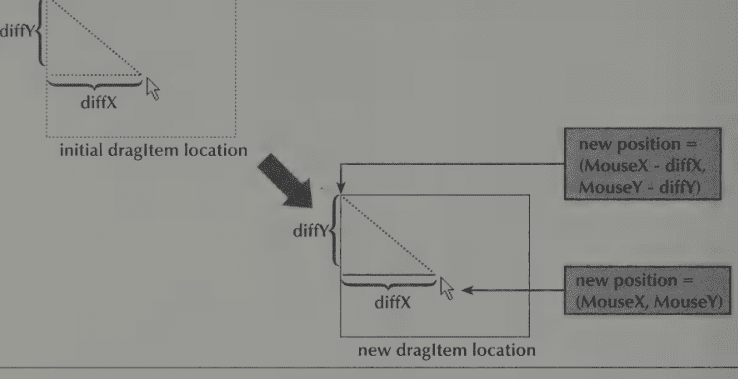 diffY
diffX
initial dragItem location
new position =
(MouseX - diffX,
MouseY - diffY)
diffY
diffX
new position =
(MouseX, MouseY)
new dragItem location